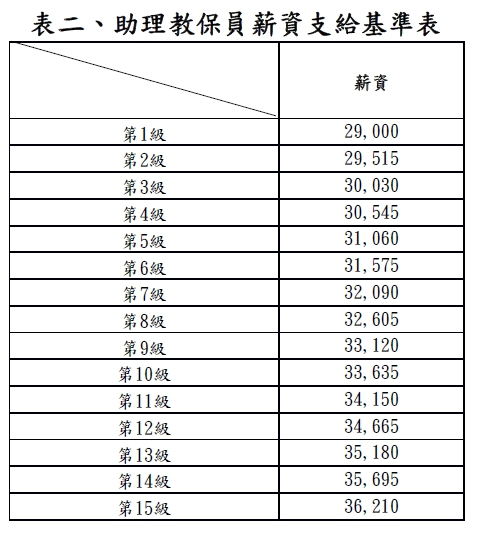 表二、助理教保員薪資支給基準表
薪資
第1級 29,000
第2級 29,515
第3級 30,030
第4級 30,545
第5級 31,060
第6級 31,575
第7級 32,090
第8級 32,605
第9級 33,120
第10級 33,635
第11級 34,150
第12級 34,665
第13級 35,180
第14級 35,695
第15級 36,210